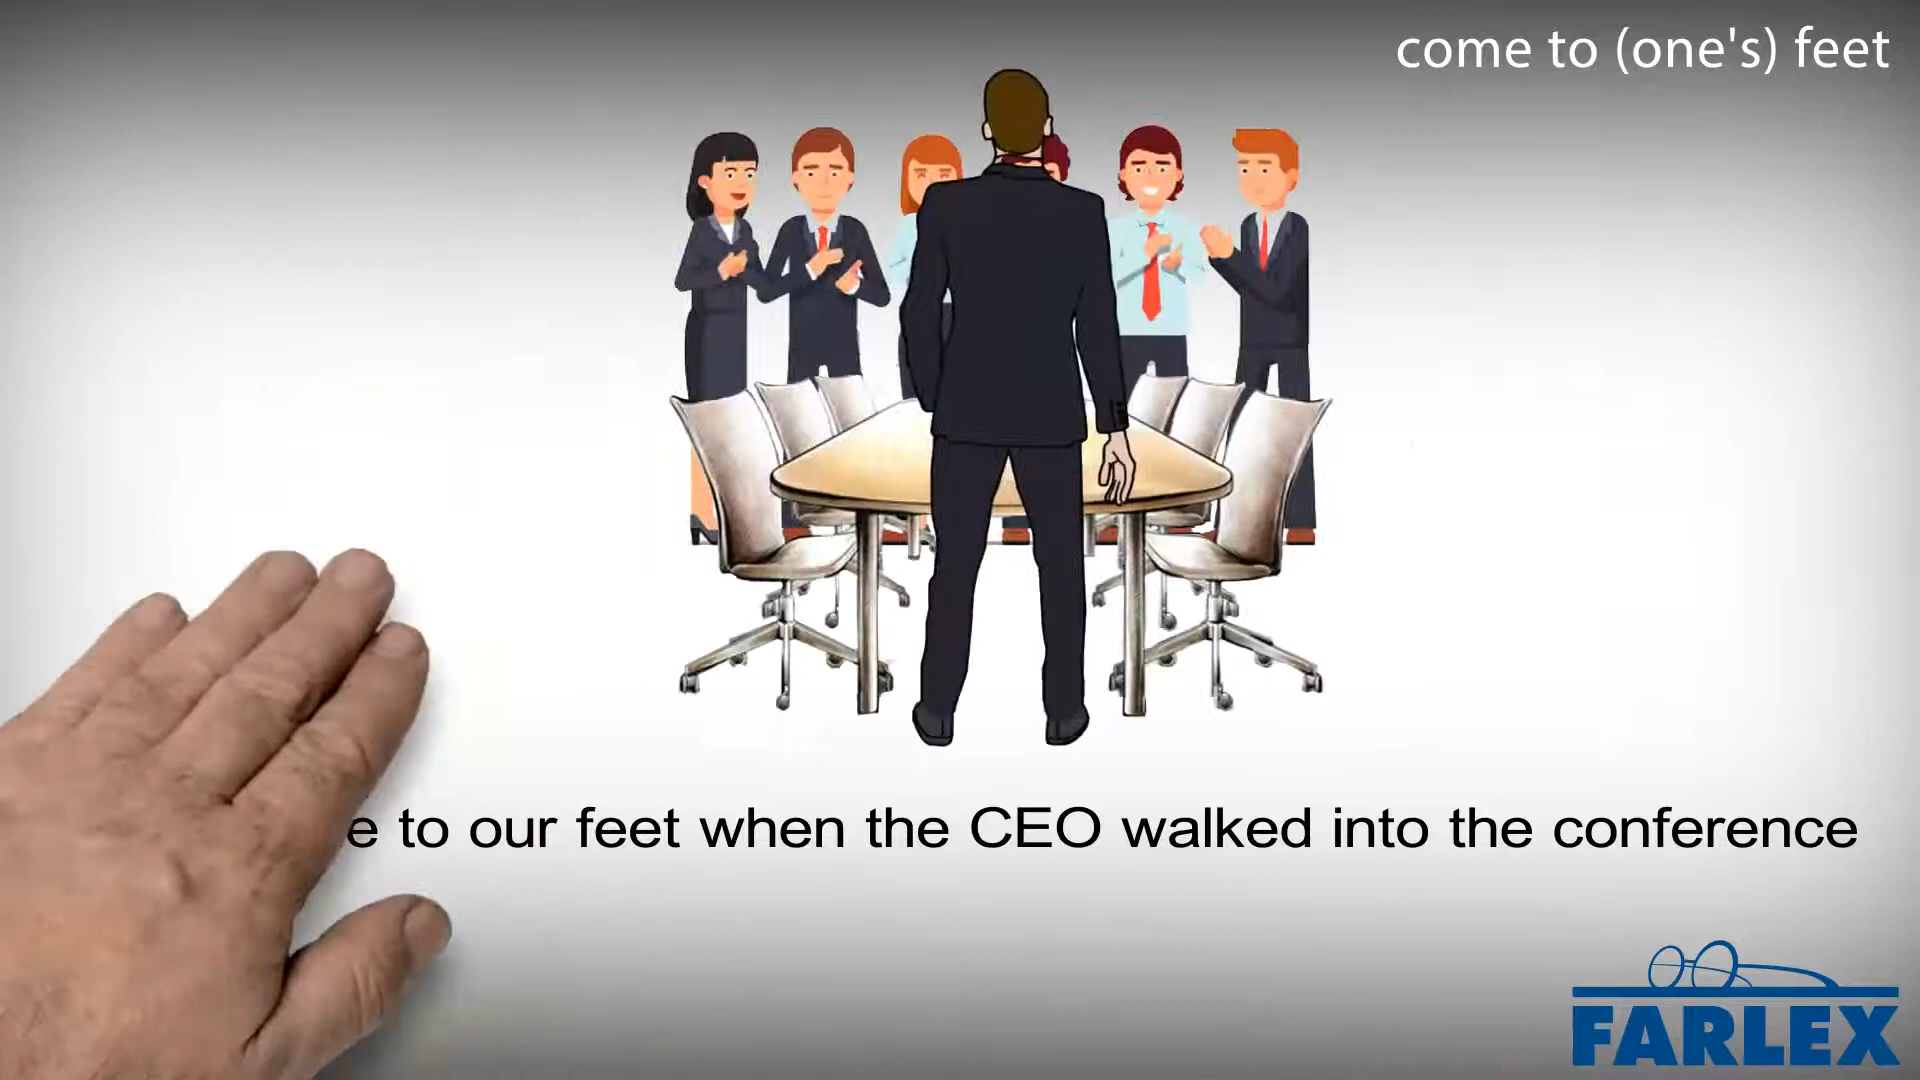 come to (one's) feet
to our feet when the CEO walked into the conference
FARLEX